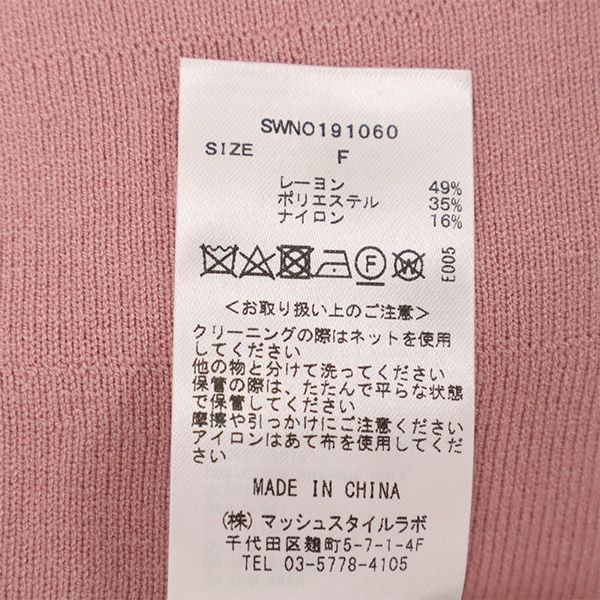 SWNO191060
SIZE F
レーヨン 49%
ポリエステル 35%
ナイロン 16%
F W
E005
<お取り扱い上のご注意>
クリーニングの際はネットを使用
してください
他の物と分けて洗ってください
保管の際は、たたんで平らな状態
で保管してください
摩擦や引っかけにご注意ください
アイロンはあて布を使用してくだ
さい
MADE IN CHINA
(株) マッシュスタイルラボ
千代田区麹町5-7-1-4F
TEL 03-5778-4105